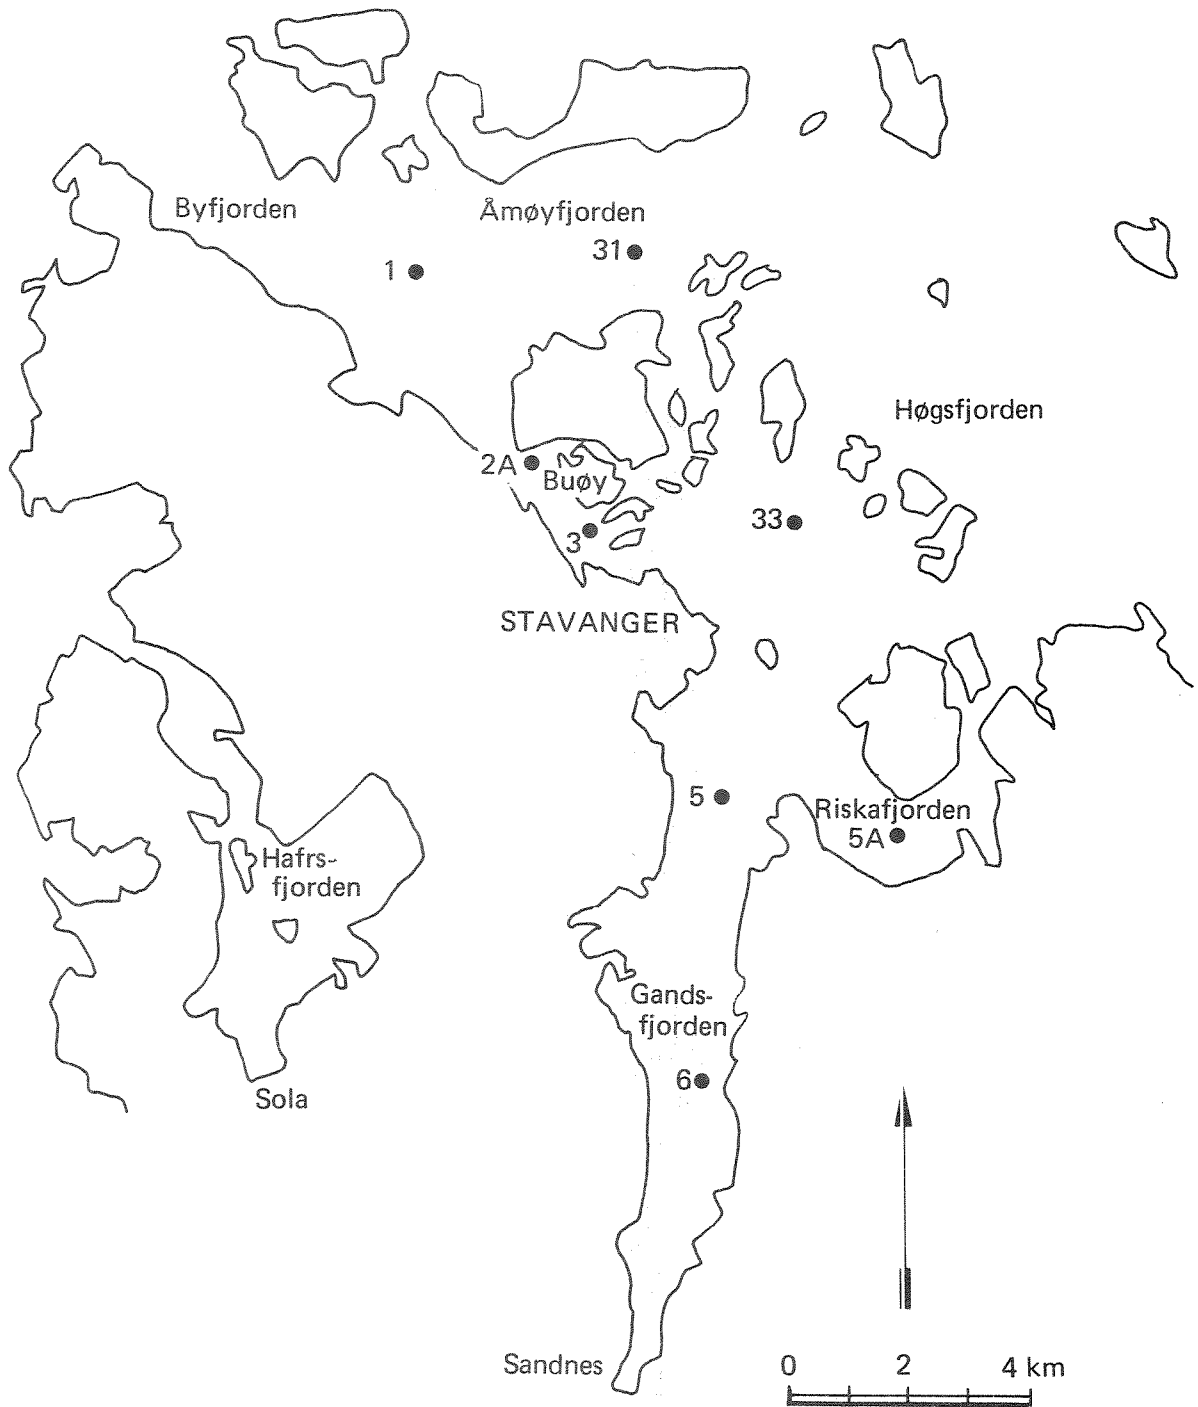 Byfjorden
Åmøyfjorden
31
1
Høgsfjorden
2A
Buøy
33
3
STAVANGER
5
Riskafjorden
5A
Hafrs-
fjorden
Gands-
fjorden
6
Sola
Sandnes
0 2 4 km